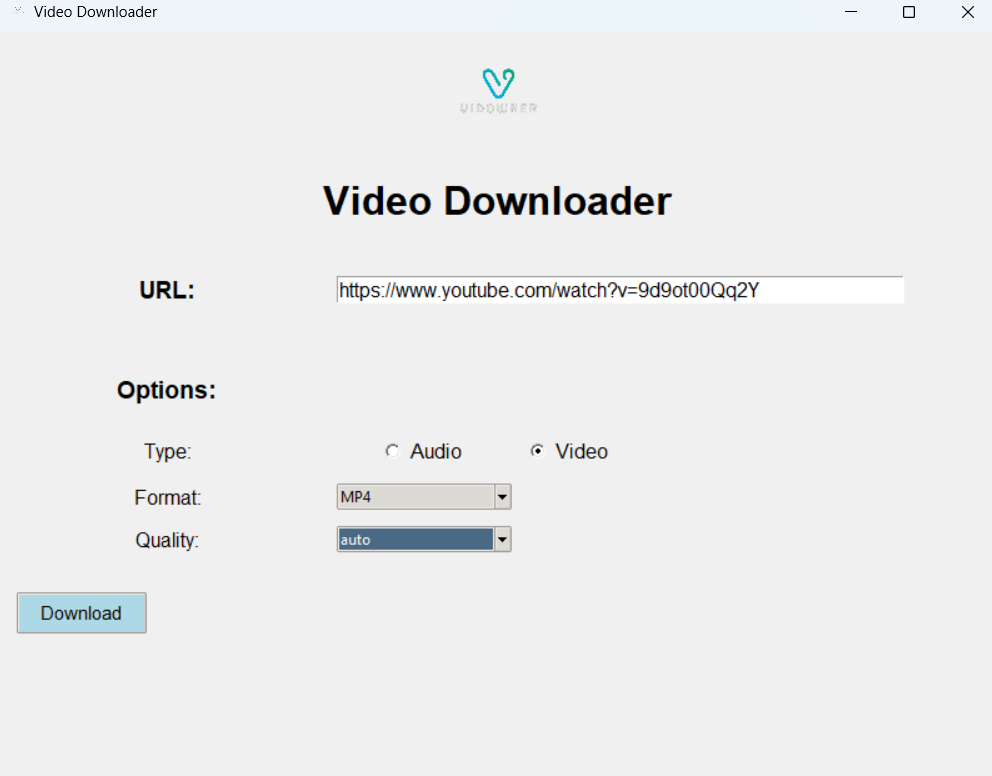 Video Downloader
VIDOWNER
Video Downloader
URL: https://www.youtube.com/watch?v=9d9ot00Qq2Y
Options:
Type: Audio Video
Format: MP4
Quality: auto
Download